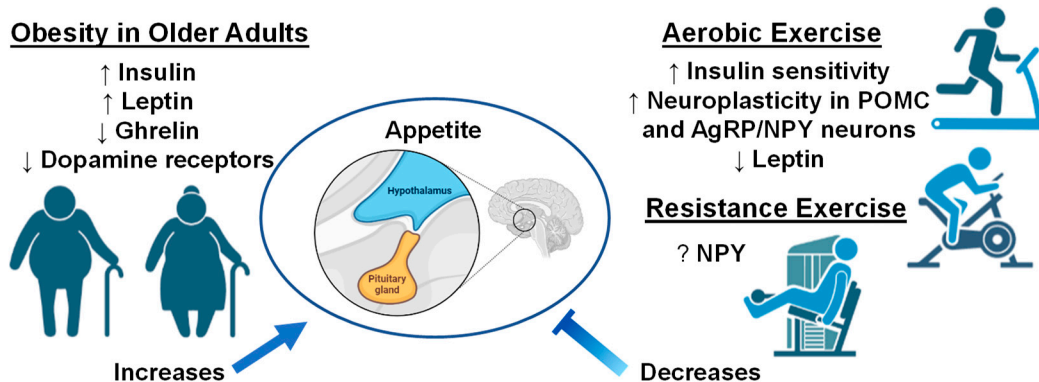 Obesity in Older Adults
↑ Insulin
↑ Leptin
↓ Ghrelin
↓ Dopamine receptors
Increases
Appetite
Hypothalamus
Pituitary
gland
Aerobic Exercise
↑ Insulin sensitivity
↑ Neuroplasticity in POMC
and AgRP/NPY neurons
↓ Leptin
Resistance Exercise
? NPY
Decreases